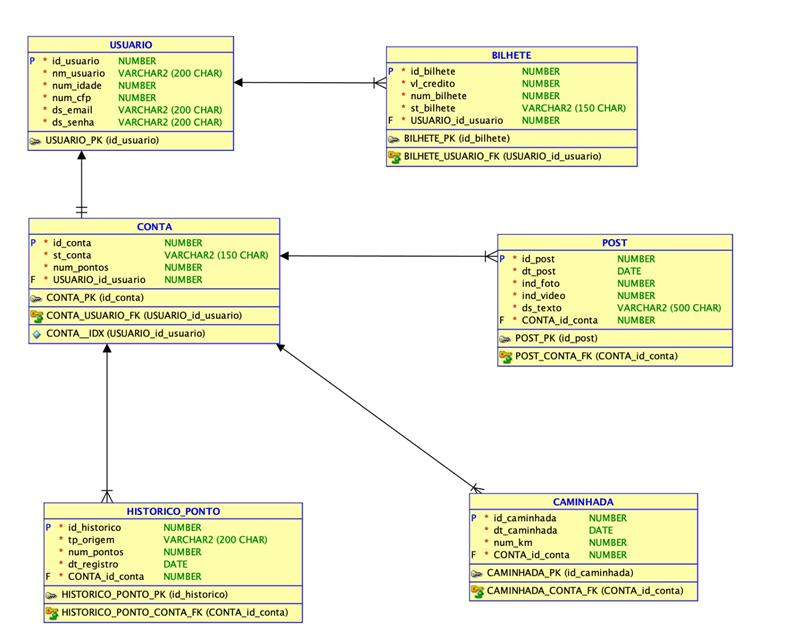 USUARIO
P * id_usuario NUMBER
* nm_usuario VARCHAR2 (200 CHAR)
* num_idade NUMBER
* num_cfp NUMBER
* ds_email VARCHAR2 (200 CHAR)
* ds_senha VARCHAR2 (200 CHAR)
USUARIO_PK (id_usuario)
BILHETE
P * id_bilhete NUMBER
* vl_credito NUMBER
* num_bilhete NUMBER
* st_bilhete VARCHAR2 (150 CHAR)
F * USUARIO_id_usuario NUMBER
BILHETE_PK (id_bilhete)
BILHETE_USUARIO_FK (USUARIO_id_usuario)
CONTA
P * id_conta NUMBER
* st_conta VARCHAR2 (150 CHAR)
* num_pontos NUMBER
F * USUARIO_id_usuario NUMBER
CONTA_PK (id_conta)
CONTA_USUARIO_FK (USUARIO_id_usuario)
CONTA__IDX (USUARIO_id_usuario)
POST
P * id_post NUMBER
* dt_post DATE
* ind_foto NUMBER
* ind_video NUMBER
* ds_texto VARCHAR2 (500 CHAR)
F * CONTA_id_conta NUMBER
POST_PK (id_post)
POST_CONTA_FK (CONTA_id_conta)
HISTORICO_PONTO
P * id_historico NUMBER
* tp_origem VARCHAR2 (200 CHAR)
* num_pontos NUMBER
* dt_registro DATE
F * CONTA_id_conta NUMBER
HISTORICO_PONTO_PK (id_historico)
HISTORICO_PONTO_CONTA_FK (CONTA_id_conta)
CAMINHADA
P * id_caminhada NUMBER
* dt_caminhada DATE
* num_km NUMBER
F * CONTA_id_conta NUMBER
CAMINHADA_PK (id_caminhada)
CAMINHADA_CONTA_FK (CONTA_id_conta)